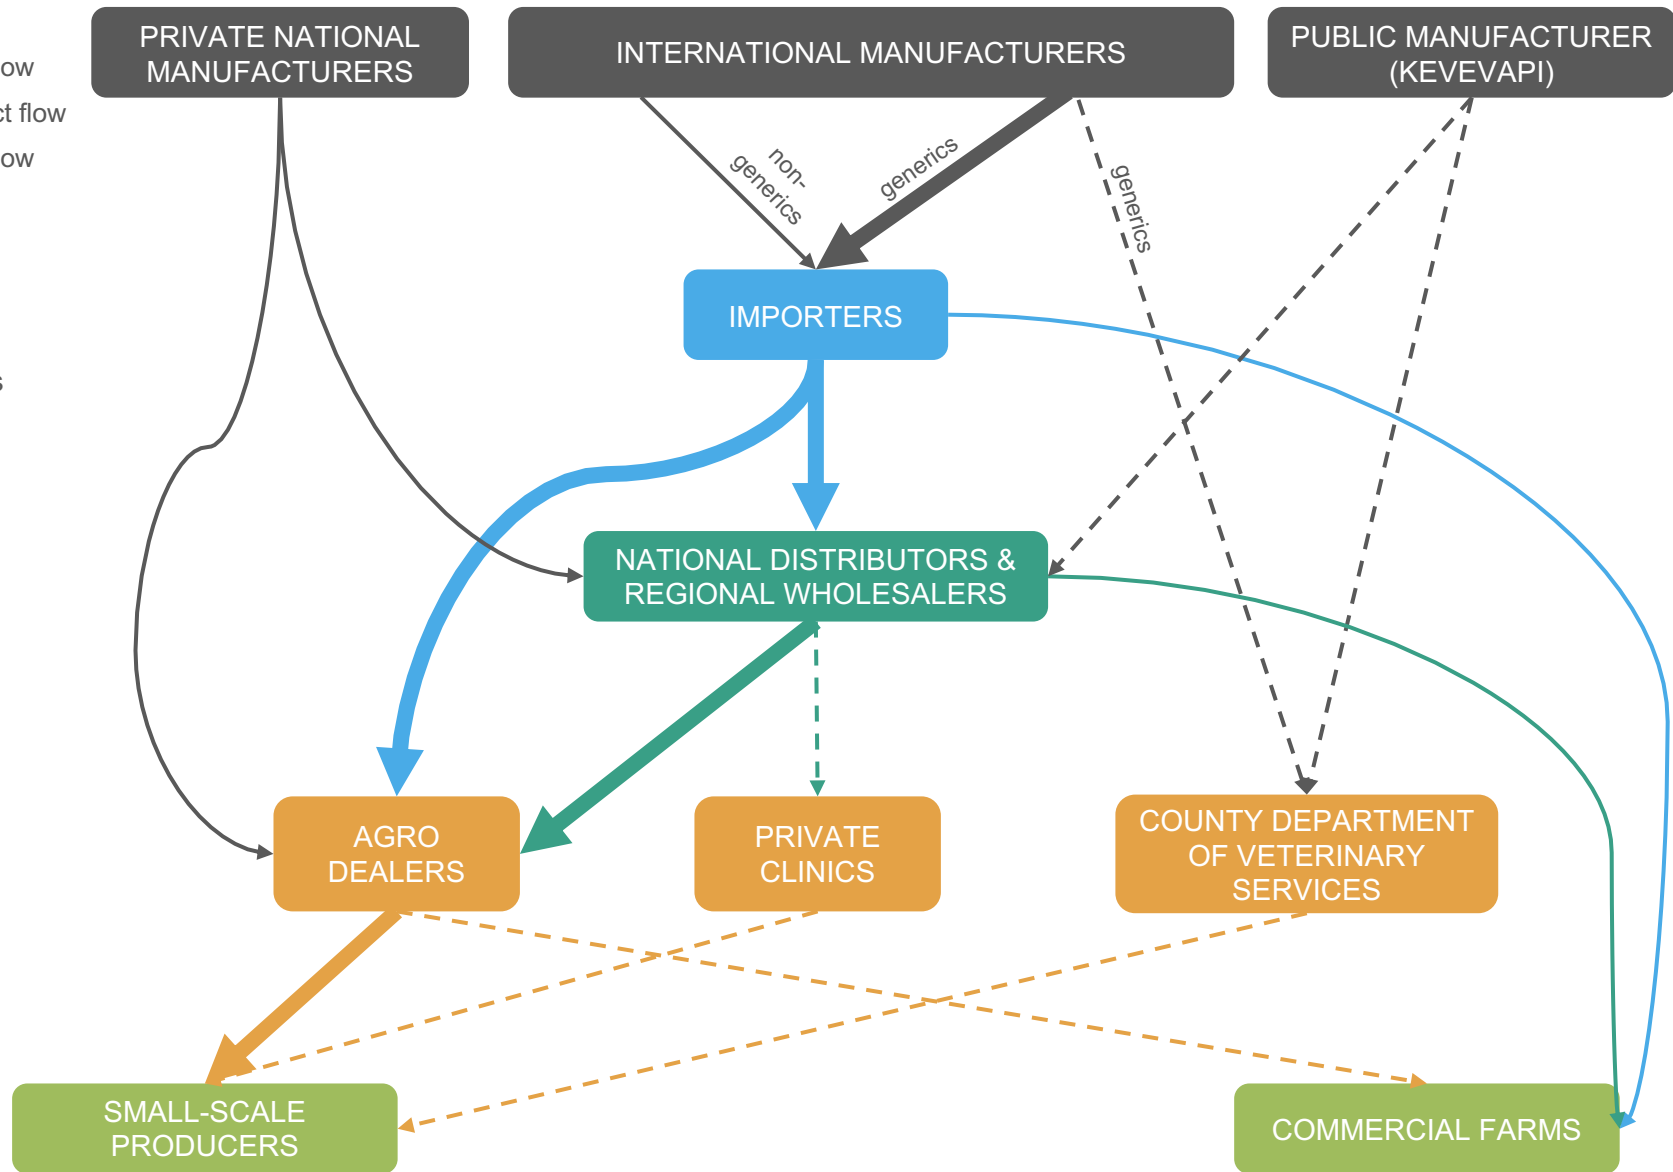 PRIVATE NATIONAL
MANUFACTURERS
INTERNATIONAL MANUFACTURERS
PUBLIC MANUFACTURER
(KEVEVAPI)
ow
ct flow
ow
s
non-
generics
generics
generics
IMPORTERS
NATIONAL DISTRIBUTORS &
REGIONAL WHOLESALERS
AGRO
DEALERS
PRIVATE
CLINICS
COUNTY DEPARTMENT
OF VETERINARY
SERVICES
SMALL-SCALE
PRODUCERS
COMMERCIAL FARMS